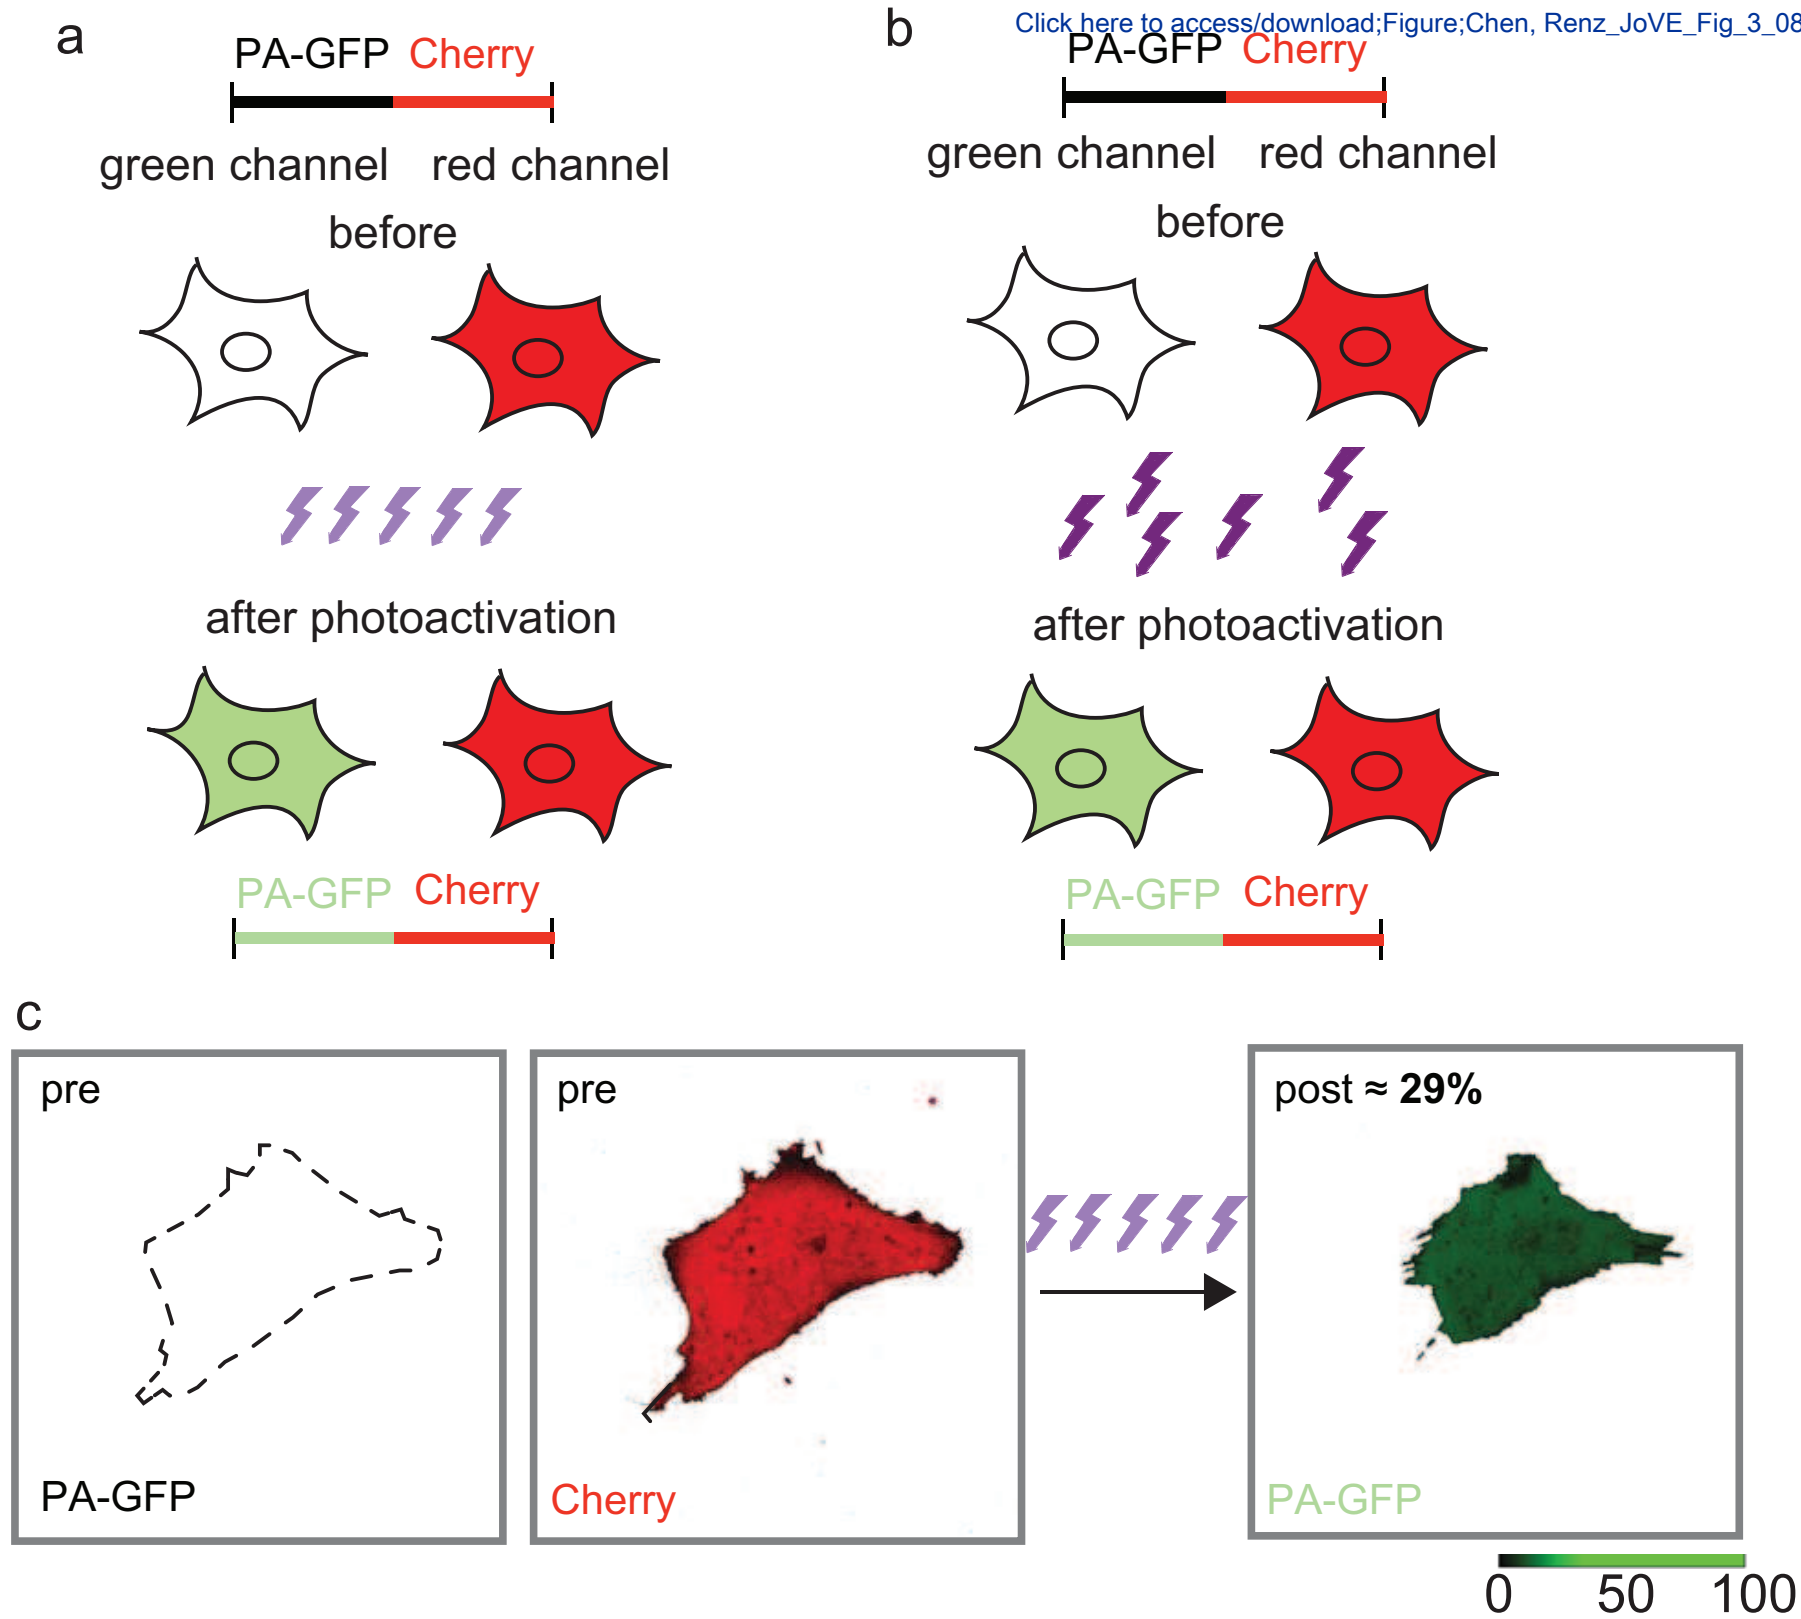 a
PA-GFP Cherry
green channel red channel
before
after photoactivation
PA-GFP Cherry
b
Click here to access/download;Figure;Chen, Renz_JoVE_Fig_3_08
PA-GFP Cherry
green channel red channel
before
after photoactivation
PA-GFP Cherry
c
pre
PA-GFP
pre
Cherry
post ≈ 29%
PA-GFP
0 50 100